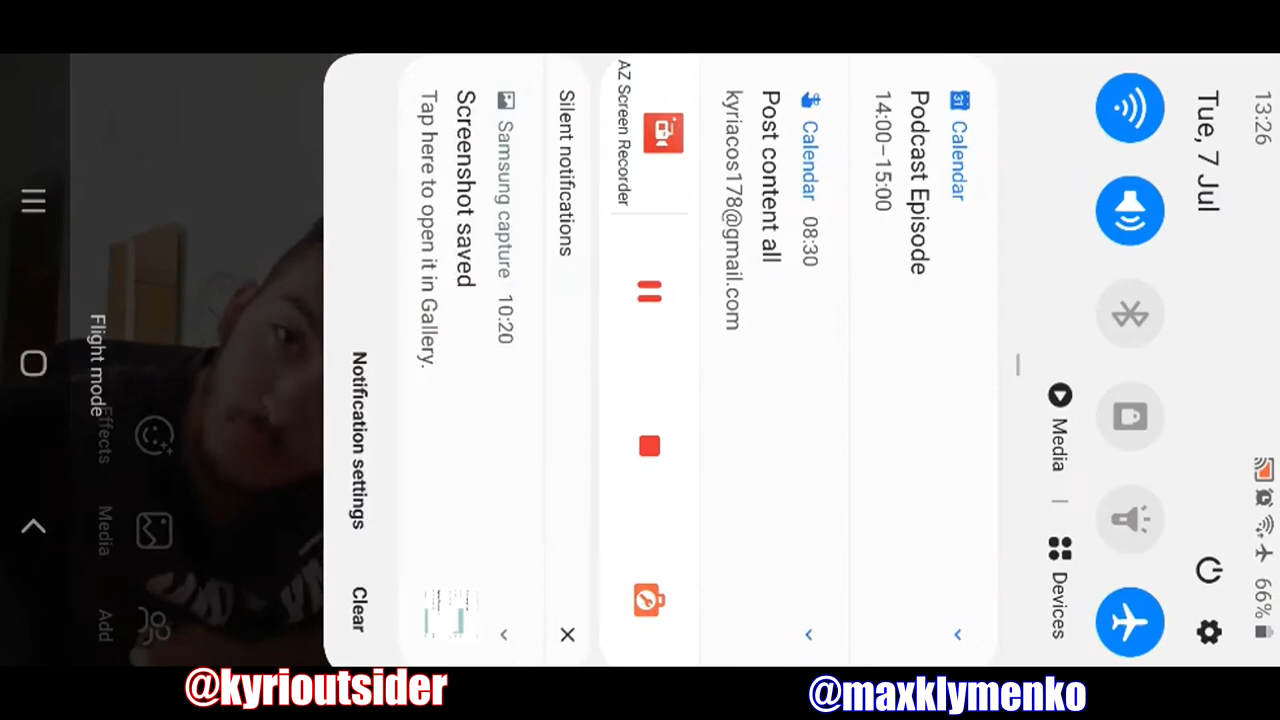 13:26
66%
Tue, 7 Jul
Media
Devices
31 Calendar
Podcast Episode
14:00–15:00
Calendar 08:30
Post content all
kyriacos178@gmail.com
AZ Screen Recorder
Silent notifications
Samsung capture 10:20
Screenshot saved
Tap here to open it in Gallery.
Notification settings
Clear
Effects
Media
Add
Flight mode
@kyrioutsider
@maxklymenko